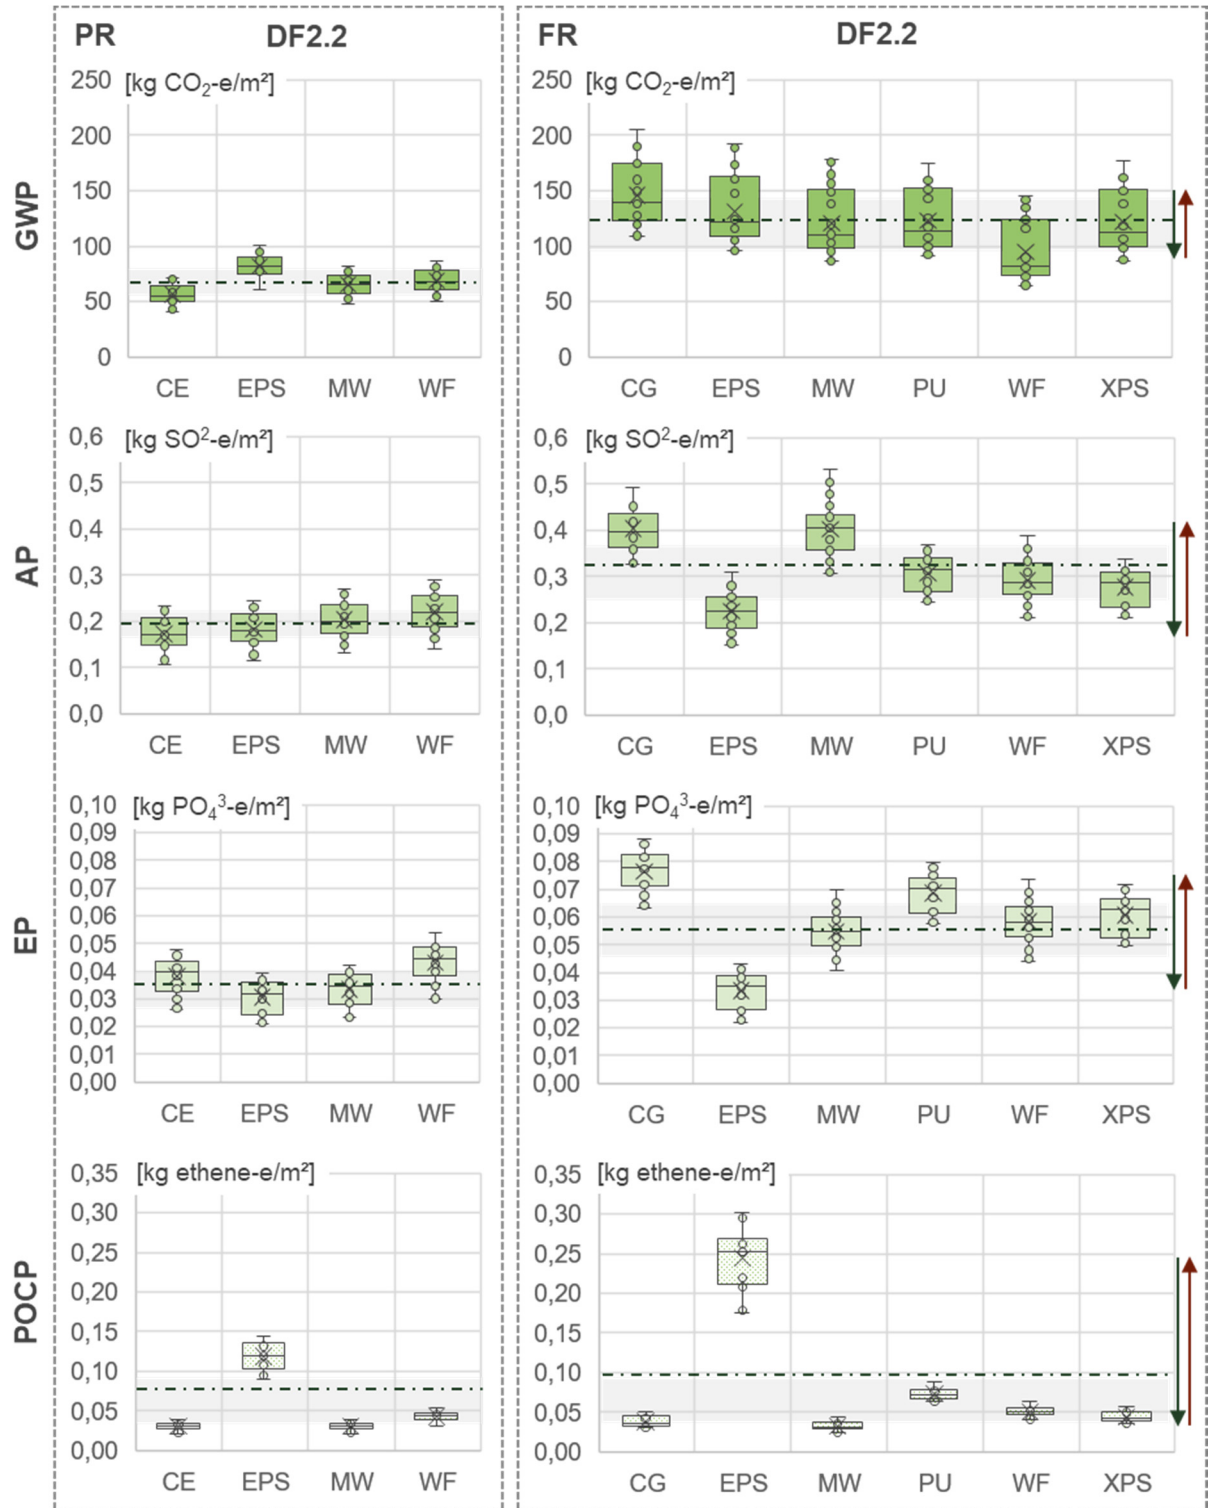 PR DF2.2
FR DF2.2
GWP
[kg CO₂-e/m²]
250
200
150
100
50
0
CE EPS MW WF
[kg CO₂-e/m²]
250
200
150
100
50
0
CG EPS MW PU WF XPS
AP
[kg SO²-e/m²]
0,6
0,5
0,4
0,3
0,2
0,1
0,0
CE EPS MW WF
[kg SO²-e/m²]
0,6
0,5
0,4
0,3
0,2
0,1
0,0
CG EPS MW PU WF XPS
EP
[kg PO₄³-e/m²]
0,10
0,09
0,08
0,07
0,06
0,05
0,04
0,03
0,02
0,01
0,00
CE EPS MW WF
[kg PO₄³-e/m²]
0,10
0,09
0,08
0,07
0,06
0,05
0,04
0,03
0,02
0,01
0,00
CG EPS MW PU WF XPS
POCP
[kg ethene-e/m²]
0,35
0,30
0,25
0,20
0,15
0,10
0,05
0,00
CE EPS MW WF
[kg ethene-e/m²]
0,35
0,30
0,25
0,20
0,15
0,10
0,05
0,00
CG EPS MW PU WF XPS